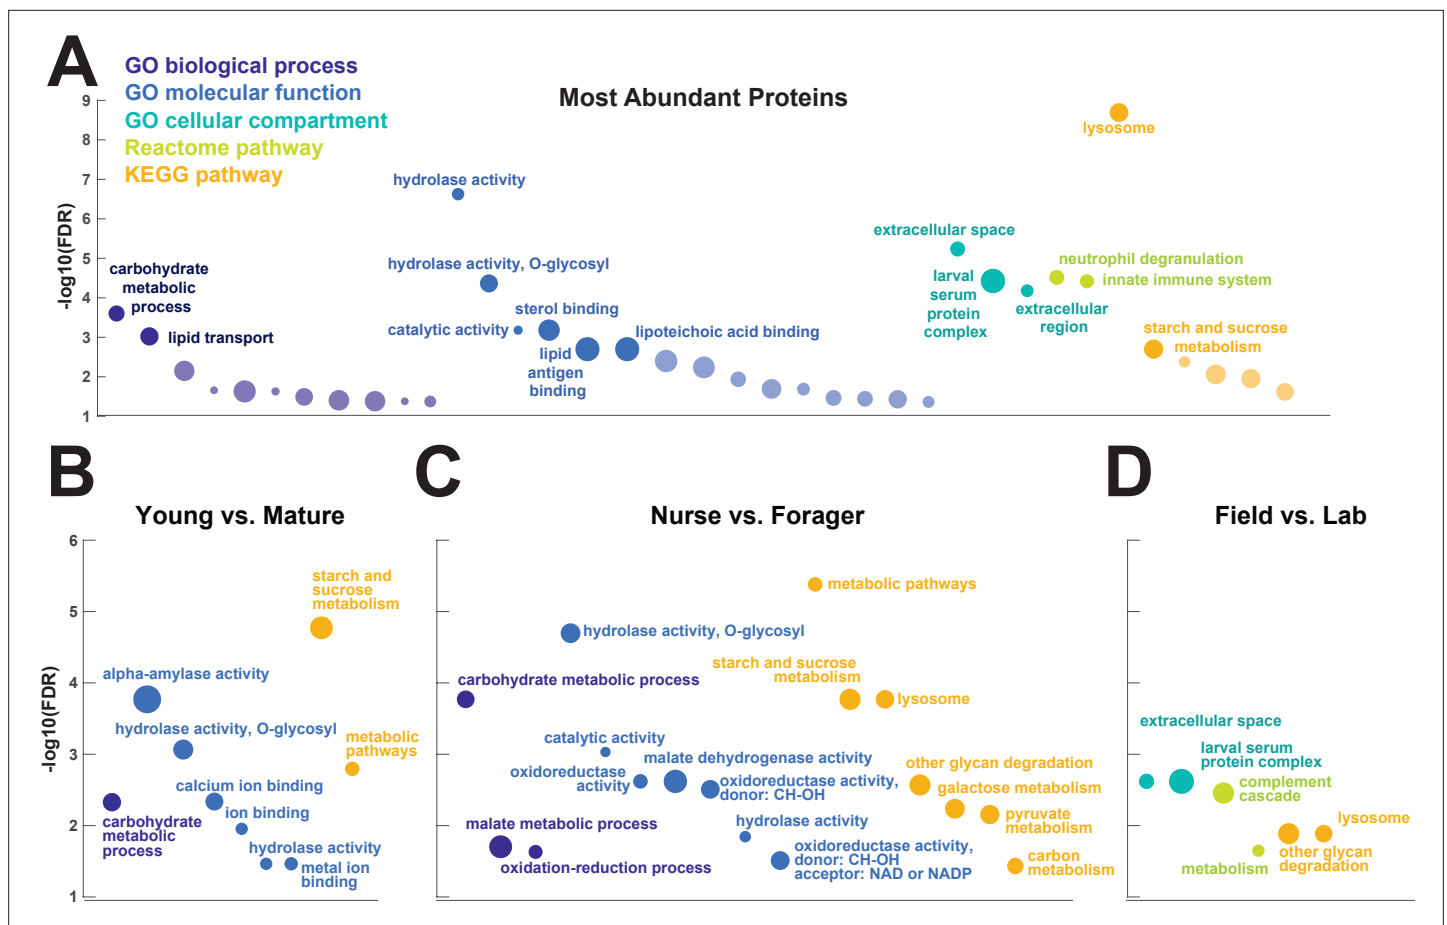 A
GO biological process
GO molecular function
GO cellular compartment
Reactome pathway
KEGG pathway
Most Abundant Proteins
-log10(FDR)
9
8
7
6
5
4
3
2
1
carbohydrate
metabolic
process
lipid transport
hydrolase activity
hydrolase activity, O-glycosyl
catalytic activity
sterol binding
lipid
antigen
binding
lipoteichoic acid binding
extracellular space
larval
serum
protein
complex
extracellular
region
neutrophil degranulation
innate immune system
lysosome
starch and sucrose
metabolism
B
Young vs. Mature
-log10(FDR)
6
5
4
3
2
1
starch and
sucrose
metabolism
alpha-amylase activity
hydrolase activity, O-glycosyl
metabolic
pathways
calcium ion binding
ion binding
carbohydrate
metabolic
process
hydrolase activity
metal ion
binding
C
Nurse vs. Forager
metabolic pathways
hydrolase activity, O-glycosyl
starch and sucrose
metabolism
carbohydrate metabolic process
lysosome
catalytic activity
malate dehydrogenase activity
oxidoreductase
activity
oxidoreductase activity,
donor: CH-OH
other glycan degradation
galactose metabolism
pyruvate
metabolism
hydrolase activity
malate metabolic process
oxidation-reduction process
oxidoreductase activity,
donor: CH-OH
acceptor: NAD or NADP
carbon
metabolism
D
Field vs. Lab
extracellular space
larval serum
protein complex
complement
cascade
lysosome
other glycan
degradation
metabolism